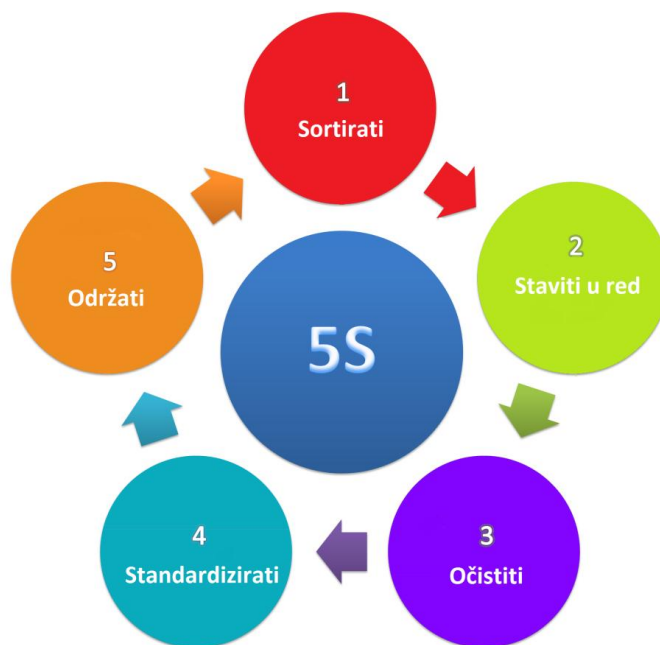 1
Sortirati
2
Staviti u red
3
Očistiti
4
Standardizirati
5
Održati
5S